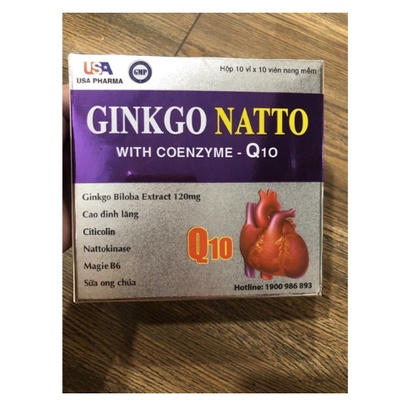 USA
USA PHARMA
GMP
Hộp 10 vỉ x 10 viên nang mềm
GINKGO NATTO
WITH COENZYME - Q10
Ginkgo Biloba Extract 120mg
Cao đinh lăng
Citicolin
Nattokinase
Magie B6
Sữa ong chúa
Q10
Hotline: 1900 986 893